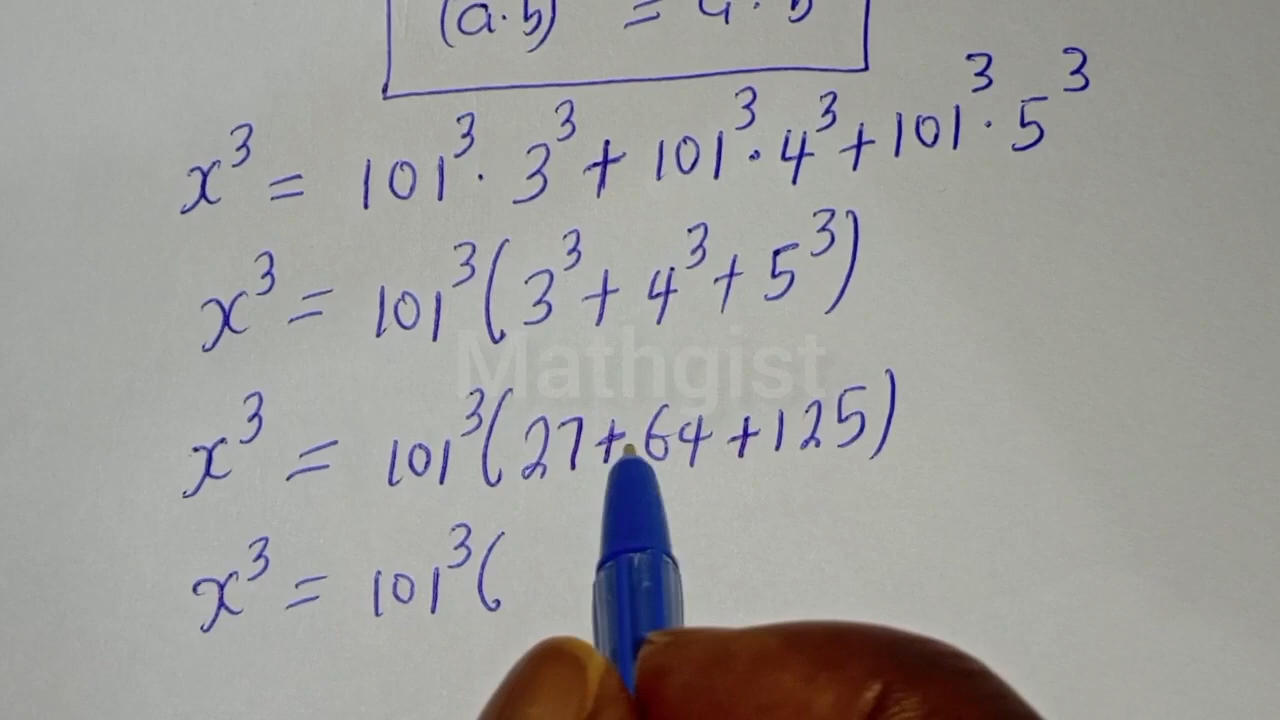 (a·b) = a·b
x³ = 101³· 3³ + 101³· 4³ + 101³· 5³
x³ = 101³(3³ + 4³ + 5³)
Mathgist
x³ = 101³(27 + 64 + 125)
x³ = 101³(